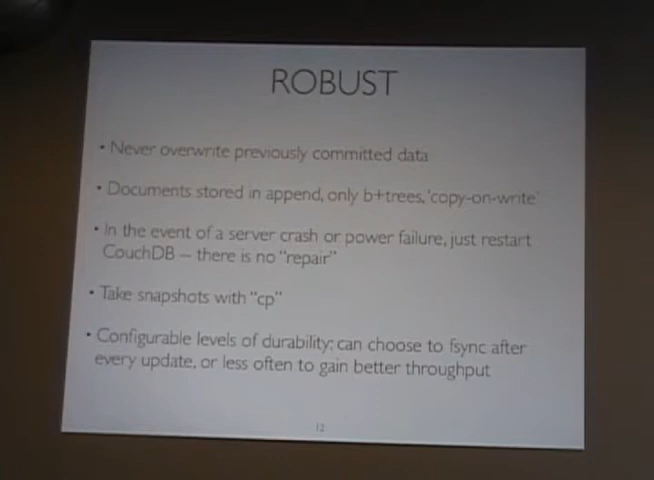 ROBUST
• Never overwrite previously committed data
• Documents stored in append, only b+trees, 'copy-on-write'
• In the event of a server crash or power failure, just restart
CouchDB – there is no "repair"
• Take snapshots with "cp"
• Configurable levels of durability: can choose to fsync after
every update, or less often to gain better throughput
12